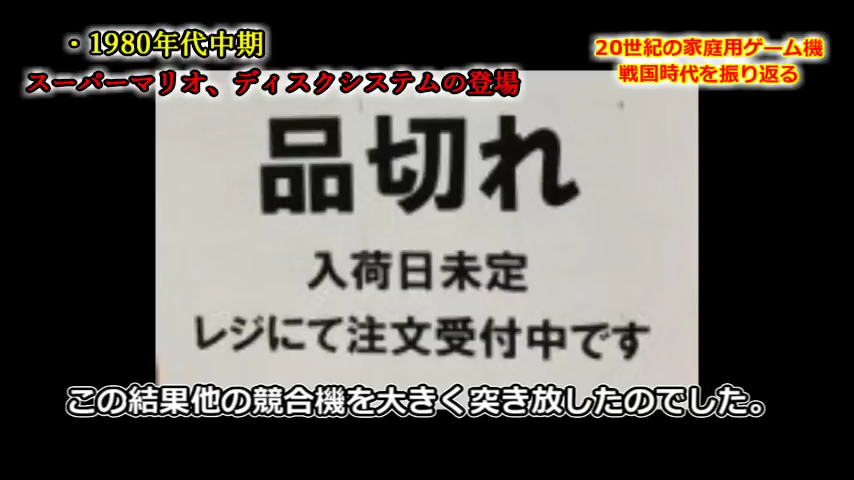 ・1980年代中期
スーパーマリオ、ディスクシステムの登場
20世紀の家庭用ゲーム機
戦国時代を振り返る
品切れ
入荷日未定
レジにて注文受付中です
この結果他の競合機を大きく突き放したのでした。